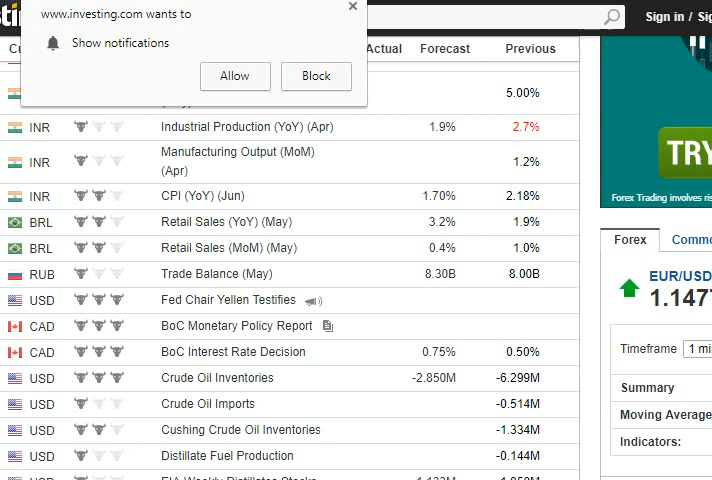 sting
www.investing.com wants to
Show notifications
Allow Block
Sign in /
Actual Forecast Previous
5.00%
INR Industrial Production (YoY) (Apr) 1.9% 2.7%
INR Manufacturing Output (MoM) 1.2%
(Apr)
INR CPI (YoY) (Jun) 1.70% 2.18%
BRL Retail Sales (YoY) (May) 3.2% 1.9%
BRL Retail Sales (MoM) (May) 0.4% 1.0%
RUB Trade Balance (May) 8.30B 8.00B
USD Fed Chair Yellen Testifies
CAD BoC Monetary Policy Report
CAD BoC Interest Rate Decision 0.75% 0.50%
USD Crude Oil Inventories -2.850M -6.299M
USD Crude Oil Imports -0.514M
USD Cushing Crude Oil Inventories -1.334M
USD Distillate Fuel Production -0.144M
TRY
Forex Trading involves
Forex
EUR/USD
1.147
Timeframe 1
Summary
Moving Average
Indicators: